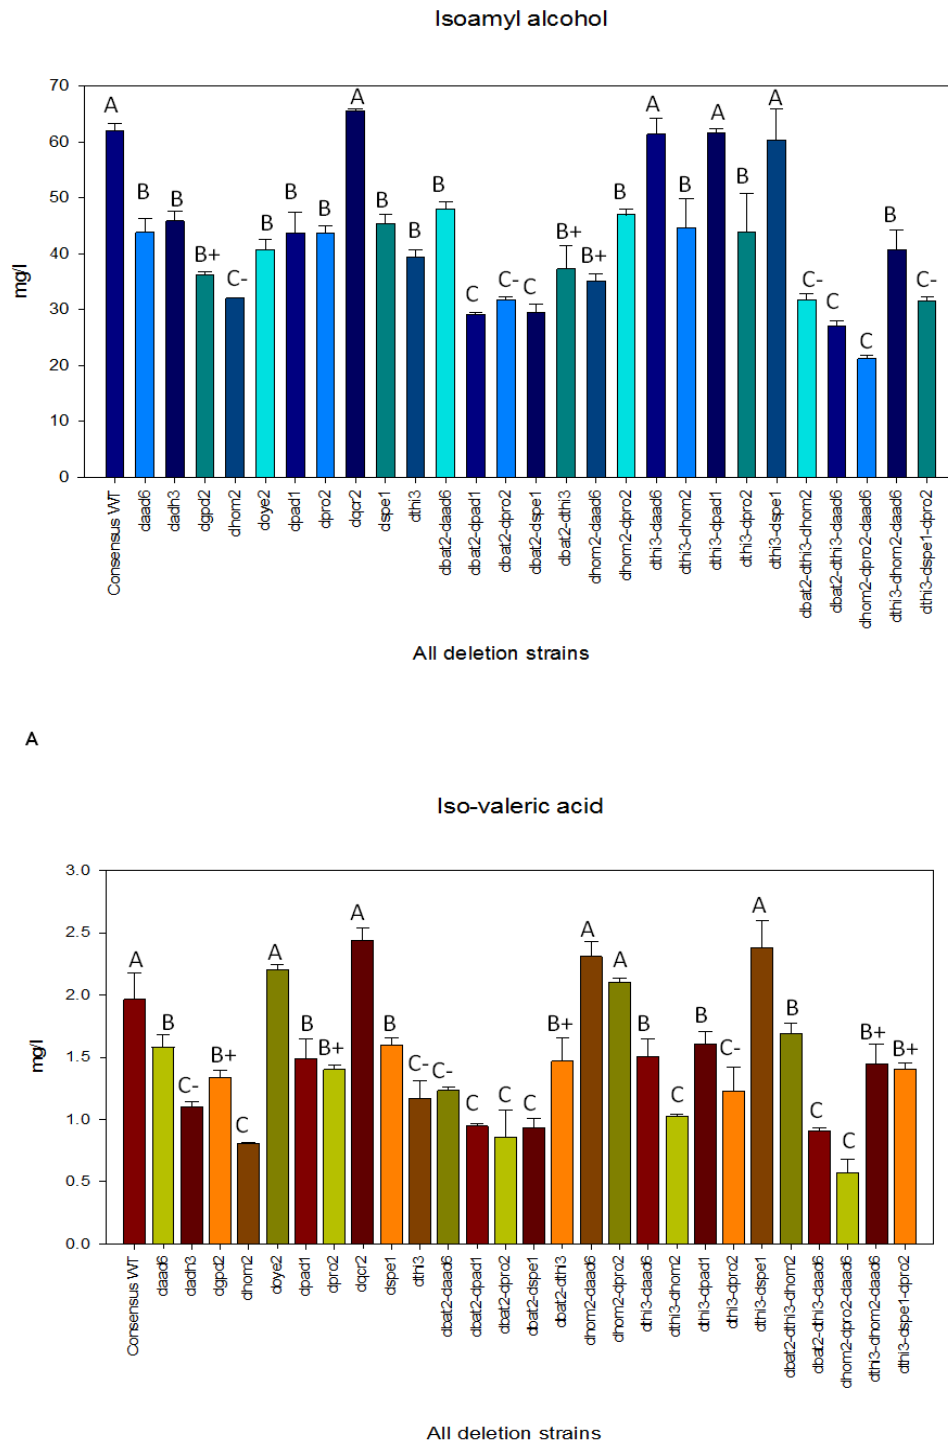 Isoamyl alcohol
70
60
50
40
30
20
10
0
mg/l
A
B
B
B+
C-
B
B
B
A
B
B
B
C
C-
C
B+
B+
B
A
B
A
B
A
C-
C
C
B
C-
Consensus WT
daad6
dadh3
dgpd2
dhom2
doye2
dpad1
dpro2
dqcr2
dspe1
dthi3
dbat2-daad6
dbat2-dpad1
dbat2-dpro2
dbat2-dspe1
dbat2-dthi3
dhom2-daad6
dhom2-dpro2
dthi3-daad6
dthi3-dhom2
dthi3-dpad1
dthi3-dpro2
dthi3-dspe1
dbat2-dthi3-dhom2
dbat2-dthi3-daad6
dhom2-dpro2-daad6
dthi3-dhom2-daad6
dthi3-dspe1-dpro2
All deletion strains
A
Iso-valeric acid
3.0
2.5
2.0
1.5
1.0
0.5
0.0
mg/l
A
B
C-
B+
C
A
B
B+
A
B
C-
C-
C
C
C
B+
A
A
B
C
B
C-
A
B
C
C
B+
B+
Consensus WT
daad6
dadh3
dgpd2
dhom2
doye2
dpad1
dpro2
dqcr2
dspe1
dthi3
dbat2-daad6
dbat2-dpad1
dbat2-dpro2
dbat2-dspe1
dbat2-dthi3
dhom2-daad6
dhom2-dpro2
dthi3-daad6
dthi3-dhom2
dthi3-dpad1
dthi3-dpro2
dthi3-dspe1
dbat2-dthi3-dhom2
dbat2-dthi3-daad6
dhom2-dpro2-daad6
dthi3-dhom2-daad6
dthi3-dspe1-dpro2
All deletion strains